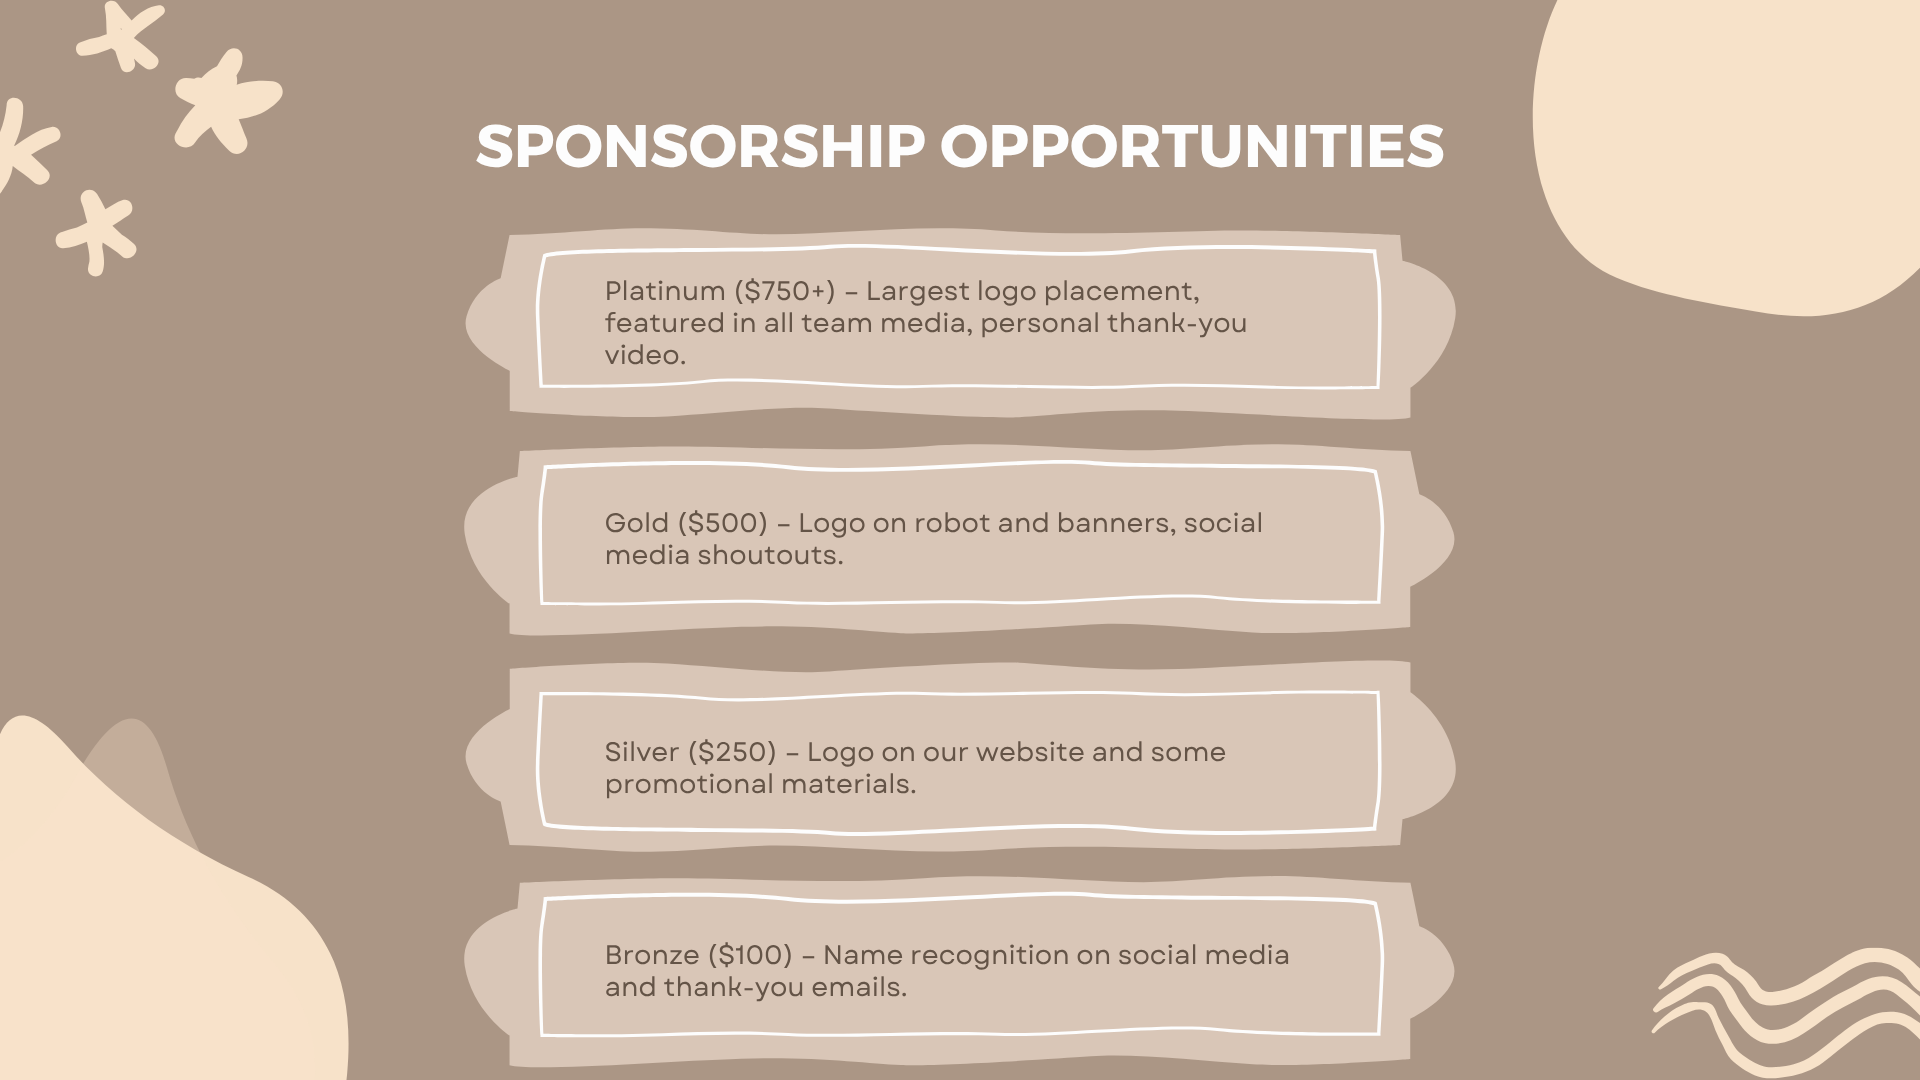 SPONSORSHIP OPPORTUNITIES
Platinum ($750+) – Largest logo placement,
featured in all team media, personal thank-you
video.
Gold ($500) – Logo on robot and banners, social
media shoutouts.
Silver ($250) – Logo on our website and some
promotional materials.
Bronze ($100) – Name recognition on social media
and thank-you emails.